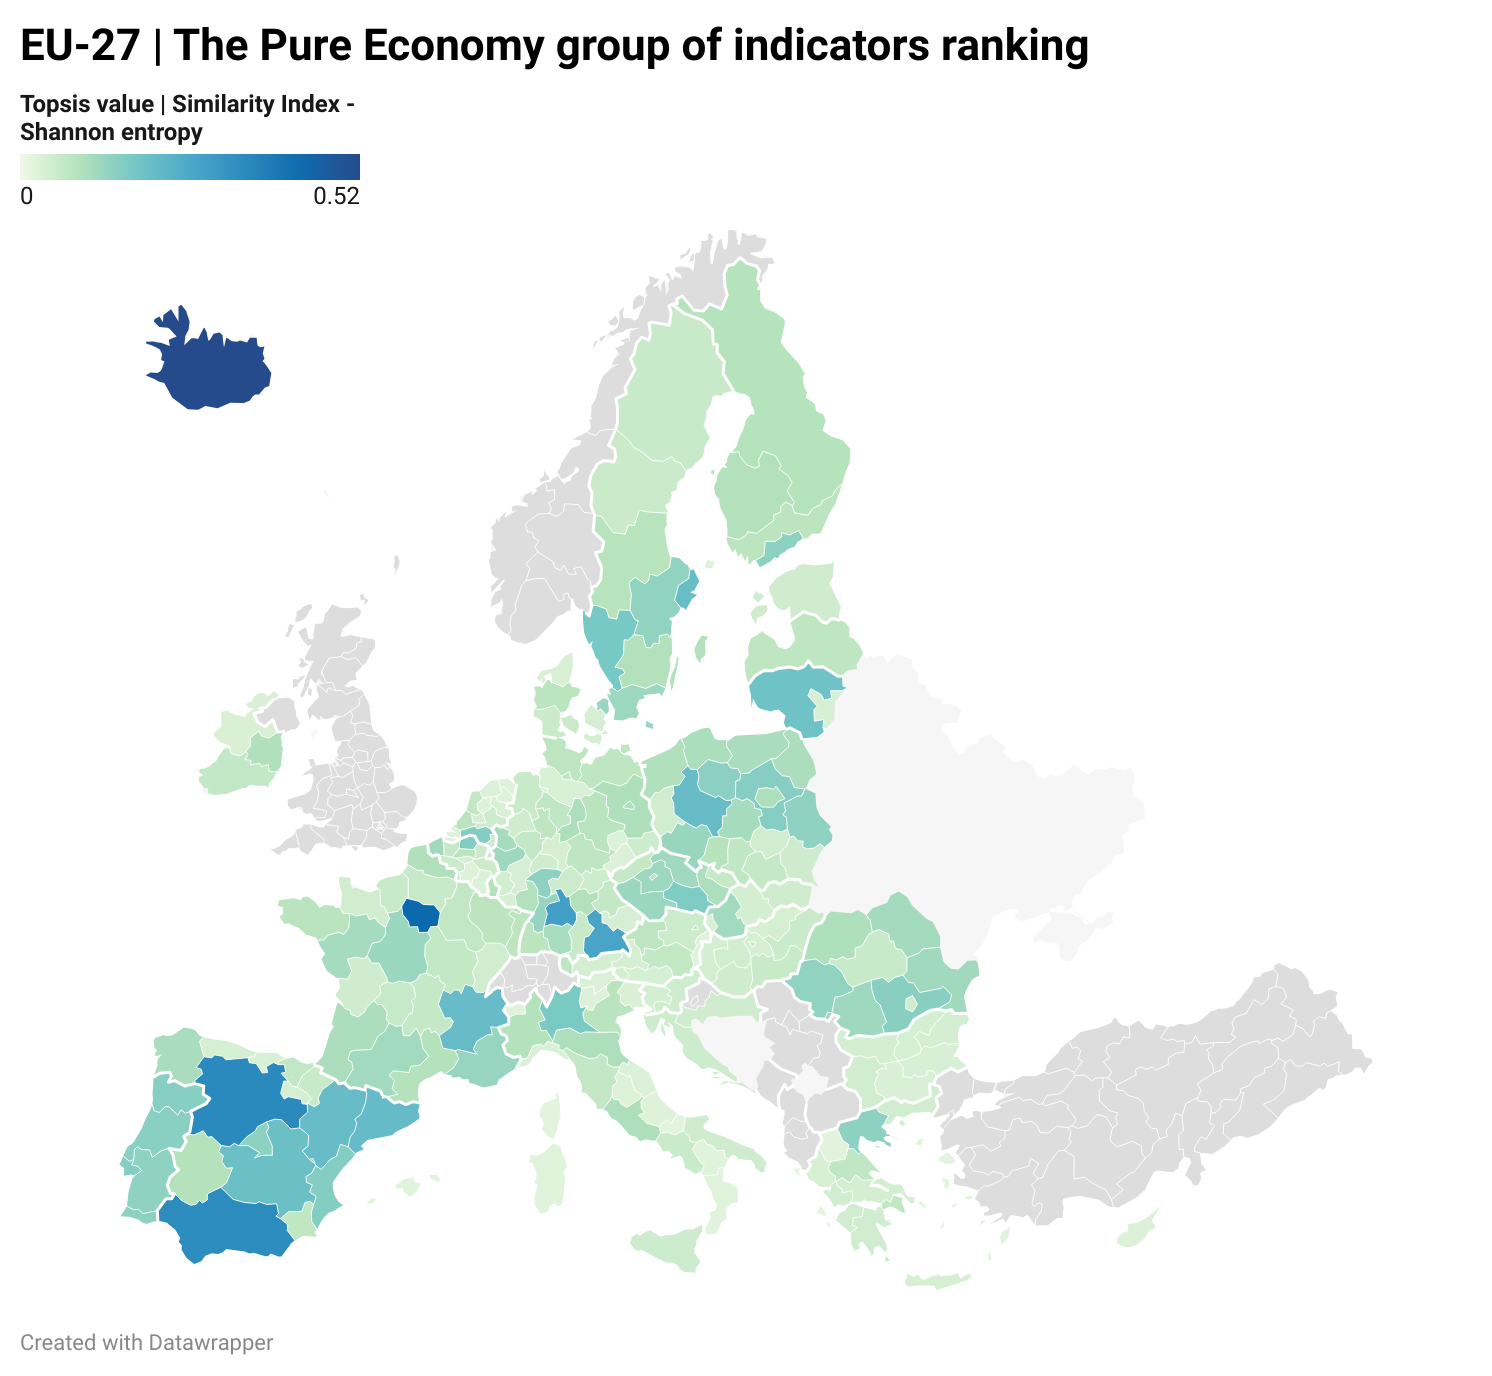 EU-27 | The Pure Economy group of indicators ranking
Topsis value | Similarity Index -
Shannon entropy
0 0.52
Created with Datawrapper